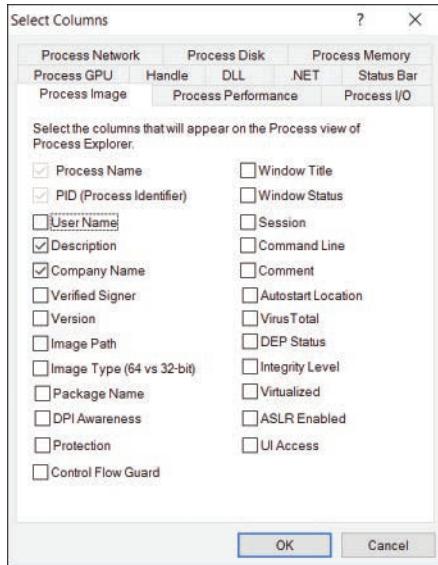 Select Columns
Process Network Process Disk Process Memory
Process GPU Handle DLL .NET Status Bar
Process Image Process Performance Process I/O
Select the columns that will appear on the Process view of
Process Explorer.
Process Name
PID (Process Identifier)
User Name
Description
Company Name
Verified Signer
Version
Image Path
Image Type (64 vs 32-bit)
Package Name
DPI Awareness
Protection
Control Flow Guard
Window Title
Window Status
Session
Command Line
Comment
Autostart Location
VirusTotal
DEP Status
Integrity Level
Virtualized
ASLR Enabled
UI Access
OK Cancel